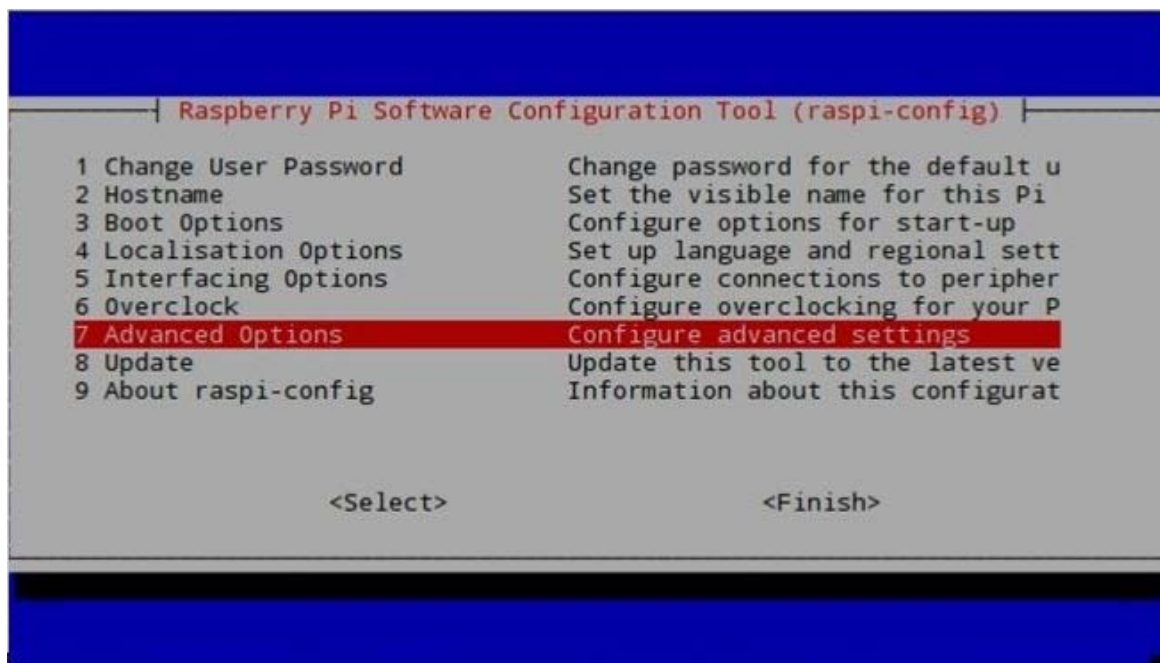 Raspberry Pi Software Configuration Tool (raspi-config)
1 Change User Password Change password for the default u
2 Hostname Set the visible name for this Pi
3 Boot Options Configure options for start-up
4 Localisation Options Set up language and regional sett
5 Interfacing Options Configure connections to peripher
6 Overclock Configure overclocking for your P
7 Advanced Options Configure advanced settings
8 Update Update this tool to the latest ve
9 About raspi-config Information about this configurat
<Select> <Finish>